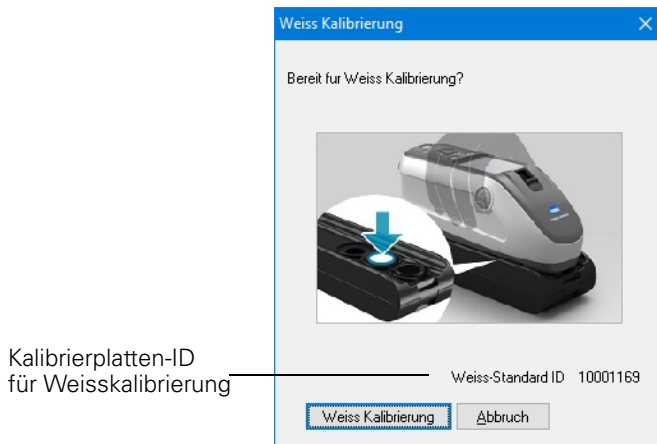 Weiss Kalibrierung
Bereit fur Weiss Kalibrierung?
Kalibrierplatten-ID
für Weisskalibrierung
Weiss-Standard ID 10001169
Weiss Kalibrierung Abbruch